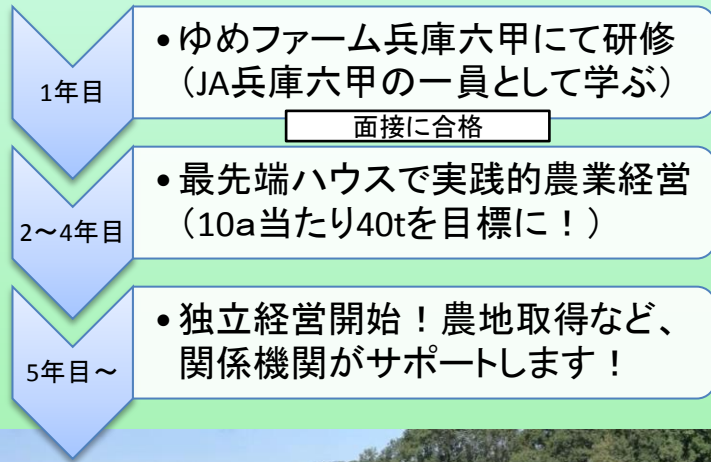 1年目
•ゆめファーム兵庫六甲にて研修
（JA兵庫六甲の一員として学ぶ）
面接に合格
2～4年目
•最先端ハウスで実践的農業経営
（10a当たり40tを目標に！）
5年目～
•独立経営開始！農地取得など、
関係機関がサポートします！